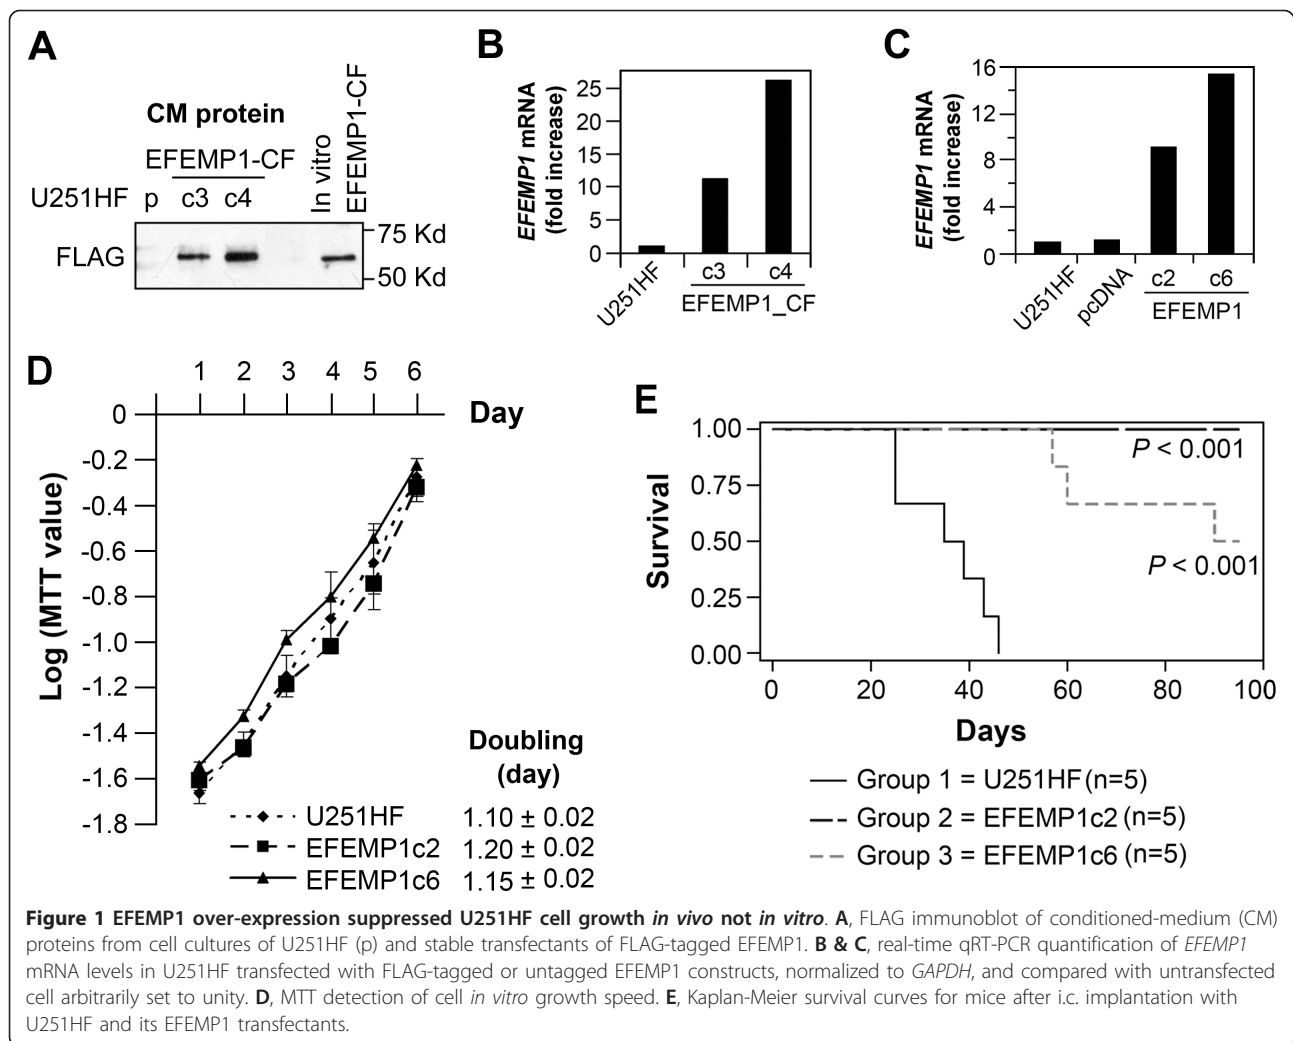 A
CM protein
EFEMP1-CF
In vitro
EFEMP1-CF
U251HF p c3 c4
FLAG
75 Kd
50 Kd
B
EFEMP1 mRNA
(fold increase)
25
20
15
10
5
0
U251HF
c3 c4
EFEMP1_CF
C
EFEMP1 mRNA
(fold increase)
16
12
8
4
0
U251HF
pcDNA
c2 c6
EFEMP1
D
1 2 3 4 5 6
Day
Log (MTT value)
0
-0.2
-0.4
-0.6
-0.8
-1.0
-1.2
-1.4
-1.6
-1.8
Doubling
(day)
U251HF 1.10 ± 0.02
EFEMP1c2 1.20 ± 0.02
EFEMP1c6 1.15 ± 0.02
E
Survival
1.00
0.75
0.50
0.25
0.00
P < 0.001
P < 0.001
0 20 40 60 80 100
Days
Group 1 = U251HF (n=5)
Group 2 = EFEMP1c2 (n=5)
Group 3 = EFEMP1c6 (n=5)
Figure 1 EFEMP1 over-expression suppressed U251HF cell growth in vivo not in vitro. A, FLAG immunoblot of conditioned-medium (CM)
proteins from cell cultures of U251HF (p) and stable transfectants of FLAG-tagged EFEMP1. B & C, real-time qRT-PCR quantification of EFEMP1
mRNA levels in U251HF transfected with FLAG-tagged or untagged EFEMP1 constructs, normalized to GAPDH, and compared with untransfected
cell arbitrarily set to unity. D, MTT detection of cell in vitro growth speed. E, Kaplan-Meier survival curves for mice after i.c. implantation with
U251HF and its EFEMP1 transfectants.